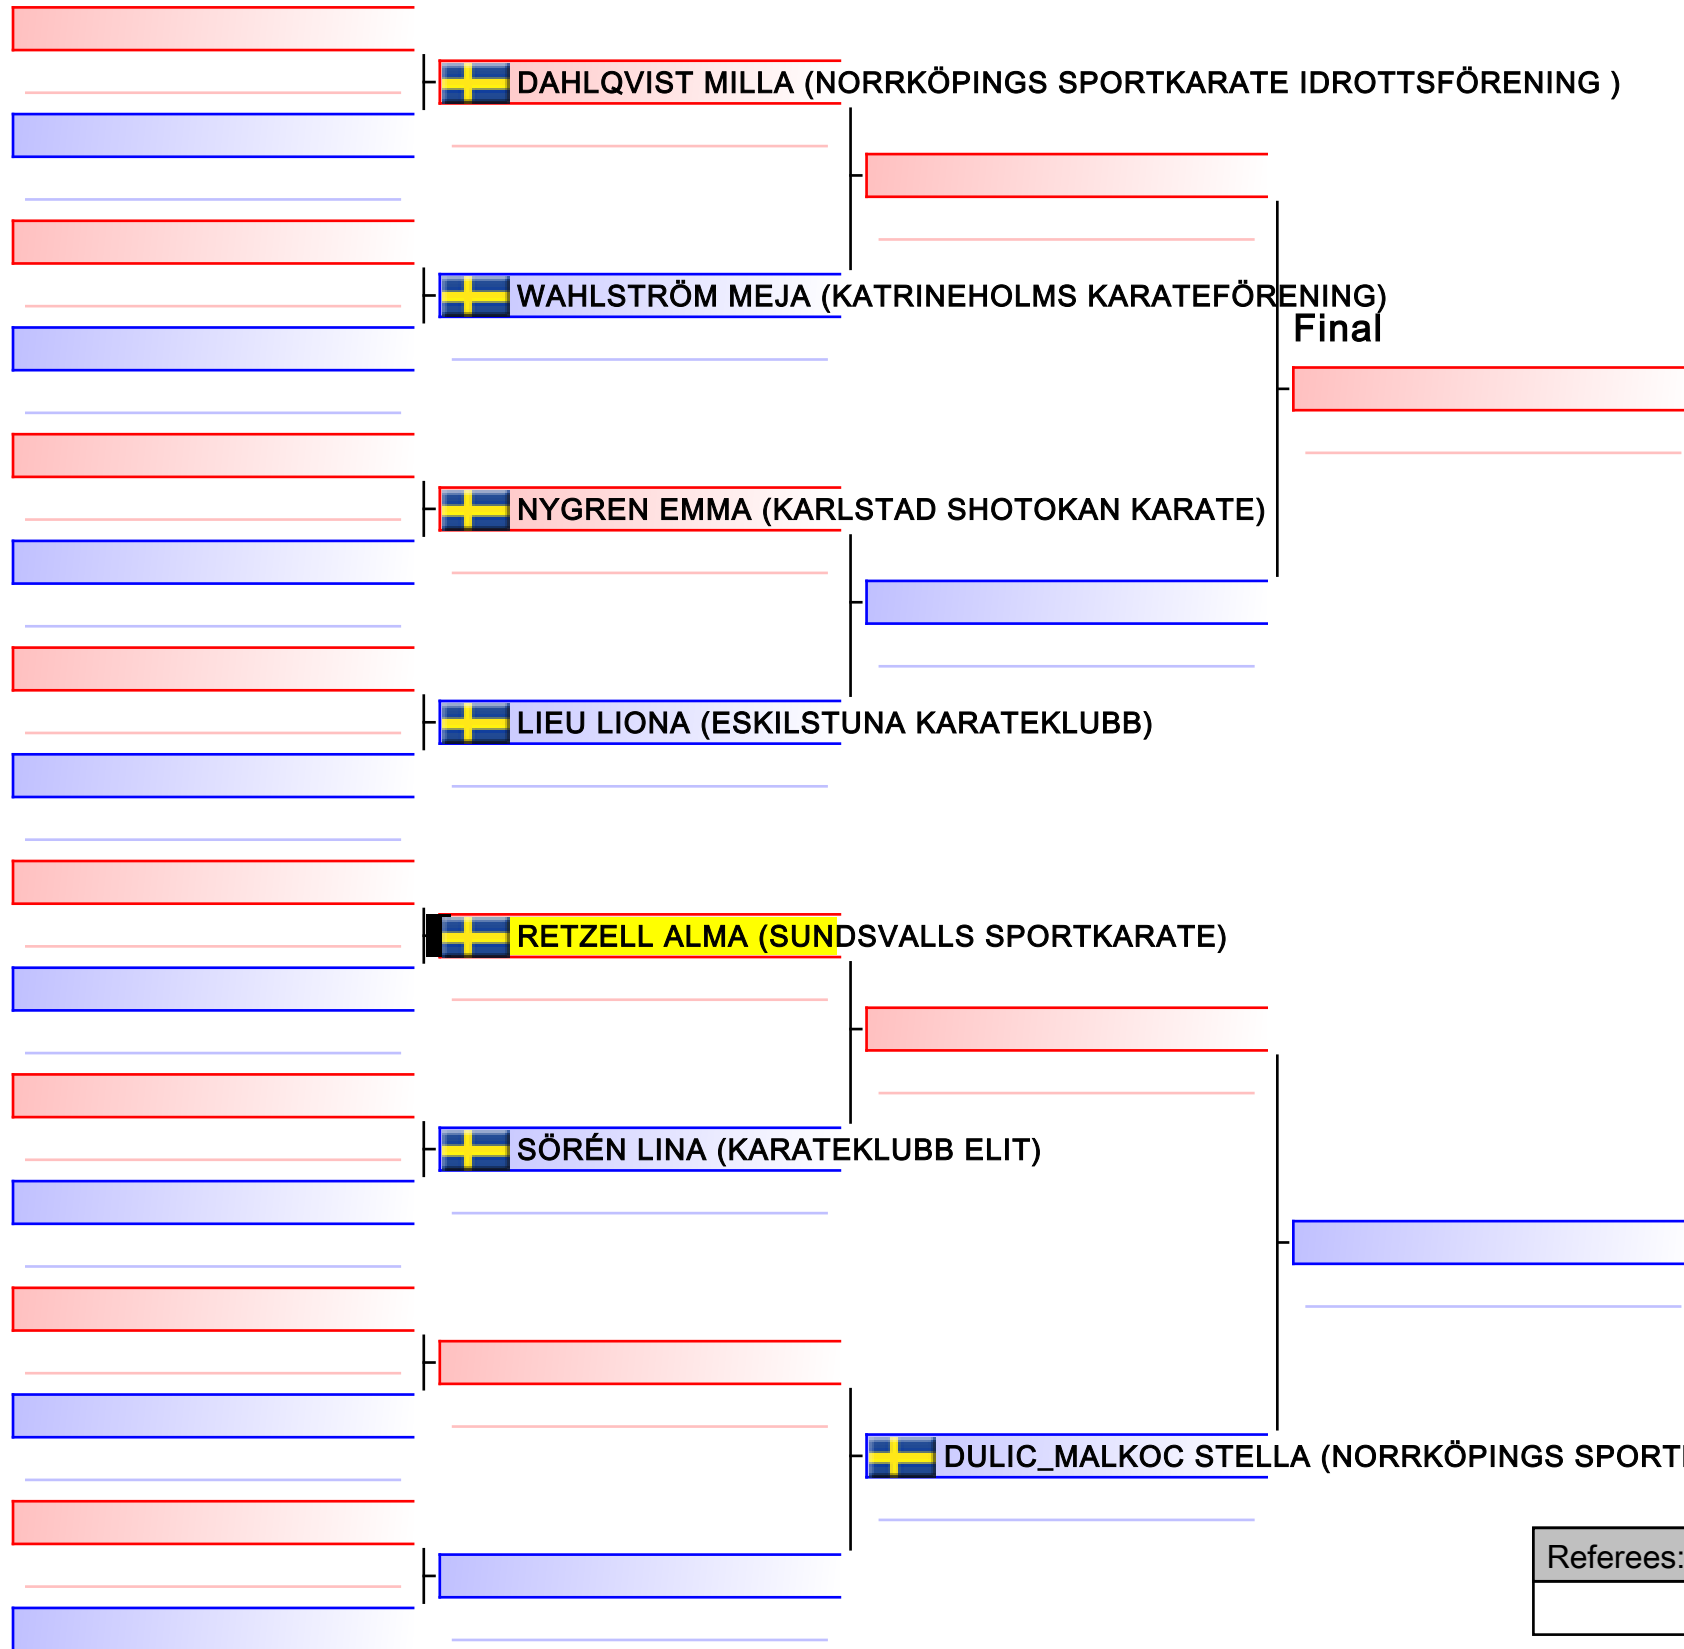 DAHLQVIST MILLA (NORRKÖPINGS SPORTKARATE IDROTTSFÖRENING )
WAHLSTRÖM MEJA (KATRINEHOLMS KARATEFÖRENING)
Final
NYGREN EMMA (KARLSTAD SHOTOKAN KARATE)
LIEU LIONA (ESKILSTUNA KARATEKLUBB)
RETZELL ALMA (SUNDSVALLS SPORTKARATE)
SÖRÉN LINA (KARATEKLUBB ELIT)
DULIC_MALKOC STELLA (NORRKÖPINGS SPORT
Referees: